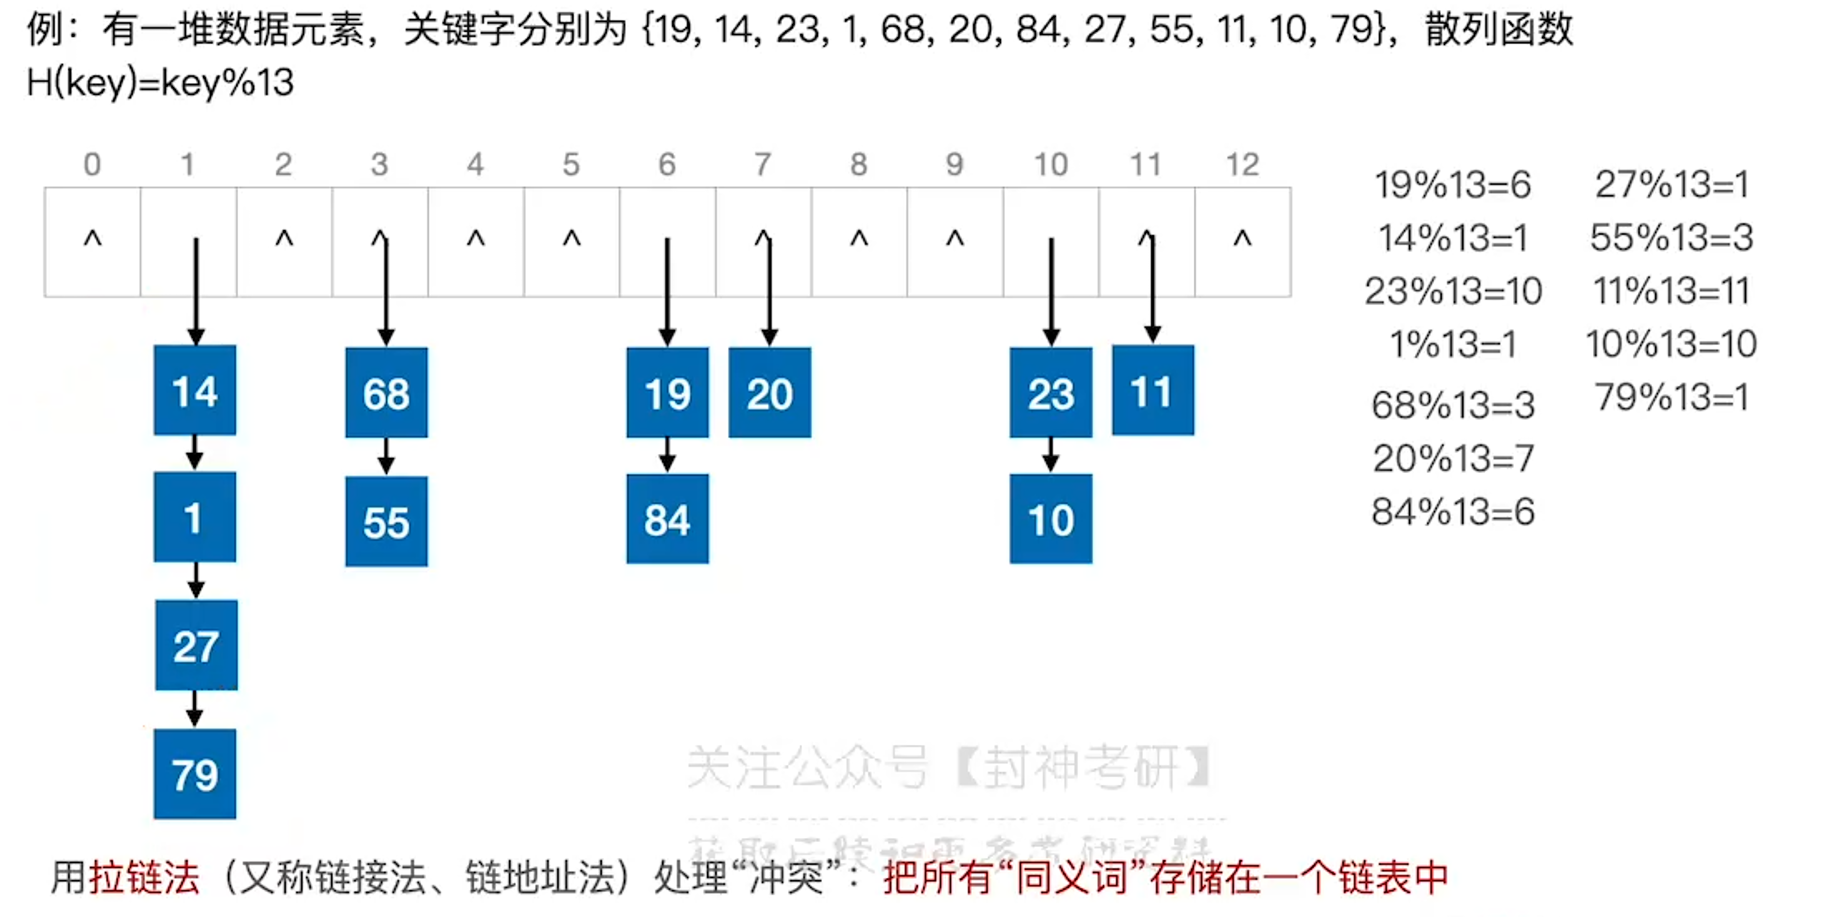 例：有一堆数据元素，关键字分别为 {19, 14, 23, 1, 68, 20, 84, 27, 55, 11, 10, 79}，散列函数
H(key)=key%13
0 1 2 3 4 5 6 7 8 9 10 11 12
^ ^ ^ ^ ^ ^ ^ ^ ^ ^
14 68 19 20 23 11
1 55 84 10
27
79
19%13=6 27%13=1
14%13=1 55%13=3
23%13=10 11%13=11
1%13=1 10%13=10
68%13=3 79%13=1
20%13=7
84%13=6
关注公众号【封神考研】
用拉链法（又称链接法、链地址法）处理“冲突”：把所有“同义词”存储在一个链表中